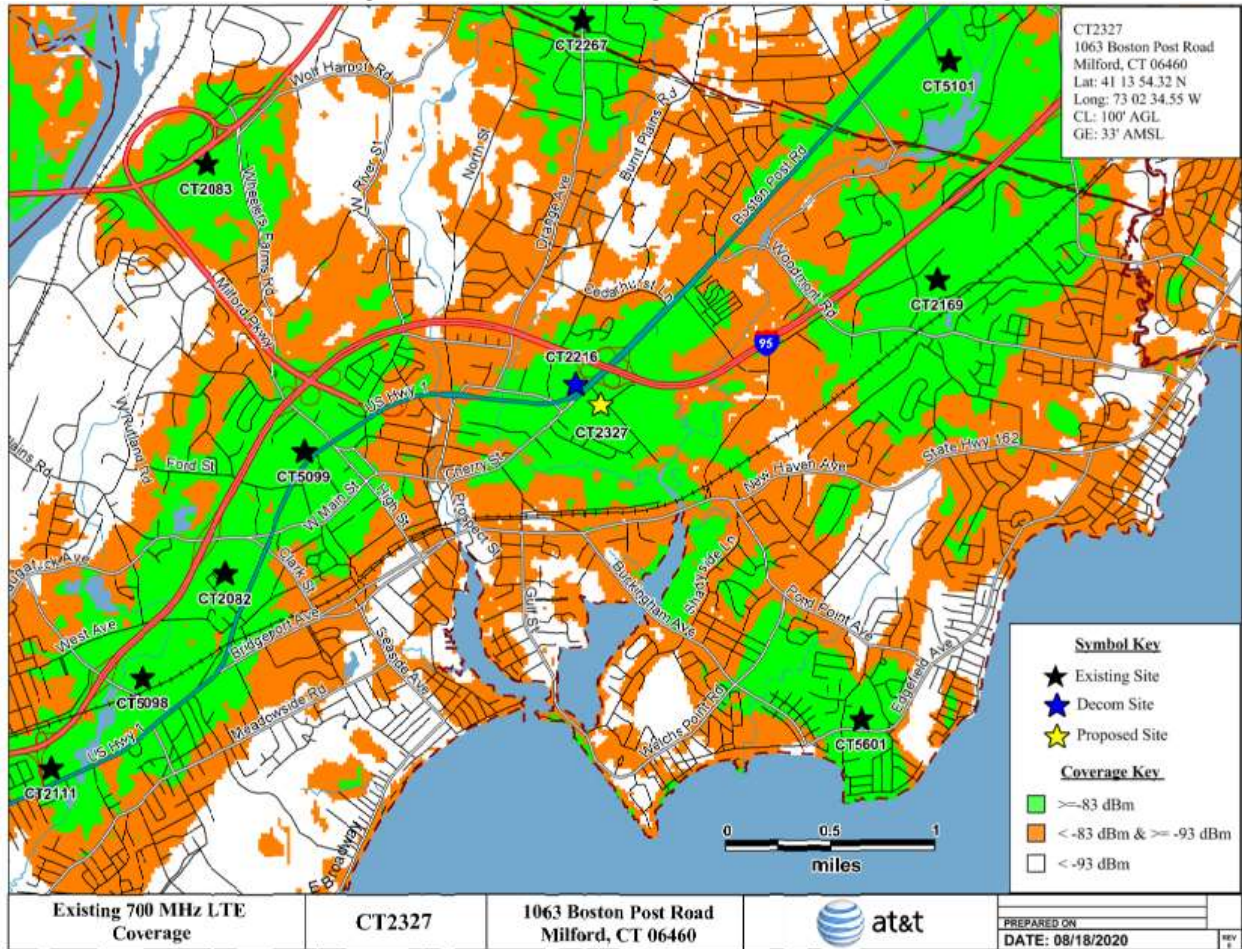 CT2327
1063 Boston Post Road
Milford, CT 06460
Lat: 41 13 54.32 N
Long: 73 02 34.55 W
CL: 100' AGL
GE: 33' AMSL
CT2267
CT5101
Wolf Harbor Rd
CT2083
Wheelers Farms Rd
W River St
North St
Burnt Plains Rd
Orange Ave
Boston Post Rd
Woodmont Rd
CT2169
Milford Pkwy
Cedarhurst Ln
95
CT2216
CT2327
US Hwy 1
W Rutland Rd
Ford St
CT5099
Cherry St
W Main St
High St
Prospect St
New Haven Ave
State Hwy 162
Clark St
CT2082
West Ave
Bridgeport Ave
Gulf St
Buckingham Ave
Shadyside Ln
Pond Point Ave
Seaside Ave
CT5098
Meadowside Rd
US Hwy 1
Welchs Point Rd
Edgefield Ave
CT5601
CT2111
E Broadway
0 0.5 1
miles
Symbol Key
Existing Site
Decom Site
Proposed Site
Coverage Key
>=-83 dBm
< -83 dBm & >= -93 dBm
< -93 dBm
Existing 700 MHz LTE
Coverage
CT2327
1063 Boston Post Road
Milford, CT 06460
at&t
PREPARED ON
DATE: 08/18/2020
REV